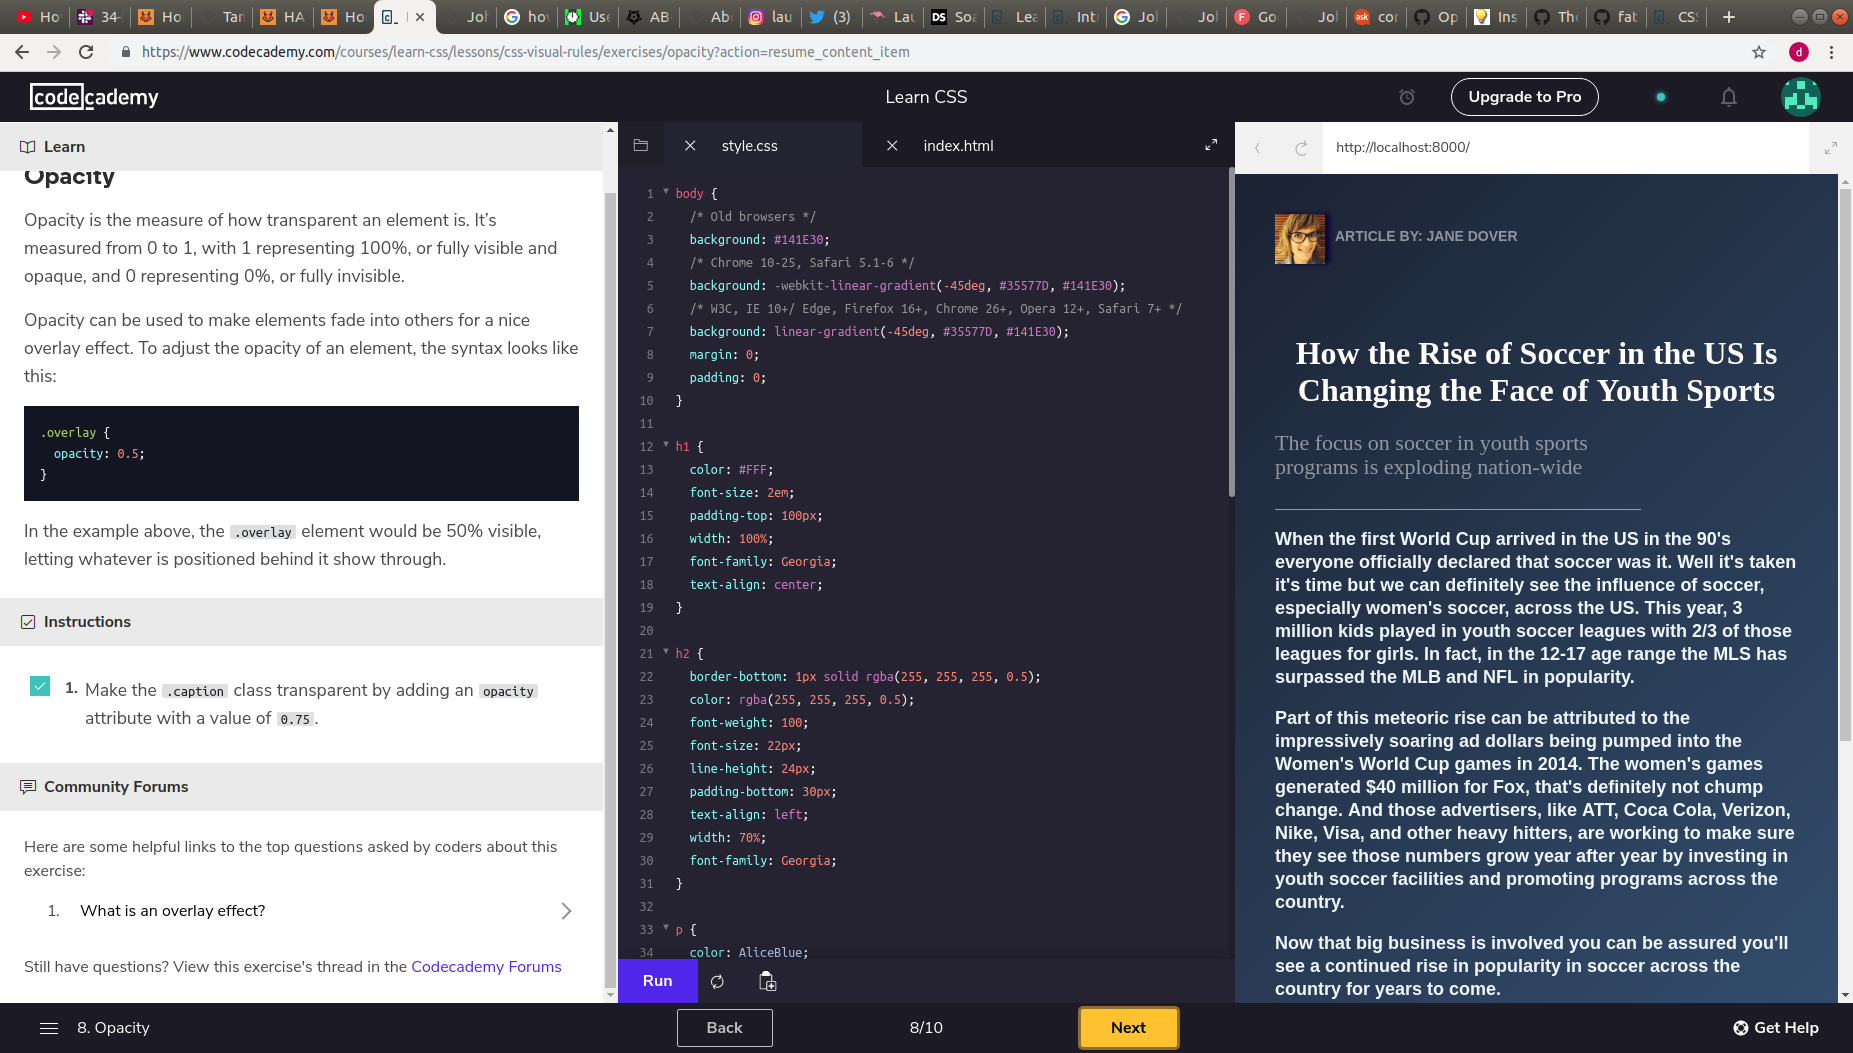 Ho
34-
Ho
Tar
HA
Ho
Joł
hov
Use
AB
Abo
lau
(3)
Lau
Soa
Lea
Intr
Joł
Joł
Go
Joł
cor
Op
Ins
The
fat
CSS
https://www.codecademy.com/courses/learn-css/lessons/css-visual-rules/exercises/opacity?action=resume_content_item
d
codecademy
Learn CSS
Upgrade to Pro
Learn
Opacity
Opacity is the measure of how transparent an element is. It's
measured from 0 to 1, with 1 representing 100%, or fully visible and
opaque, and 0 representing 0%, or fully invisible.
Opacity can be used to make elements fade into others for a nice
overlay effect. To adjust the opacity of an element, the syntax looks like
this:
.overlay {
opacity: 0.5;
}
In the example above, the .overlay element would be 50% visible,
letting whatever is positioned behind it show through.
Instructions
1. Make the .caption class transparent by adding an opacity
attribute with a value of 0.75.
Community Forums
Here are some helpful links to the top questions asked by coders about this
exercise:
1. What is an overlay effect?
Still have questions? View this exercise's thread in the Codecademy Forums
style.css
index.html
1 body {
2 /* Old browsers */
3 background: #141E30;
4 /* Chrome 10-25, Safari 5.1-6 */
5 background: -webkit-linear-gradient(-45deg, #35577D, #141E30);
6 /* W3C, IE 10+/ Edge, Firefox 16+, Chrome 26+, Opera 12+, Safari 7+ */
7 background: linear-gradient(-45deg, #35577D, #141E30);
8 margin: 0;
9 padding: 0;
10 }
11
12 h1 {
13 color: #FFF;
14 font-size: 2em;
15 padding-top: 100px;
16 width: 100%;
17 font-family: Georgia;
18 text-align: center;
19 }
20
21 h2 {
22 border-bottom: 1px solid rgba(255, 255, 255, 0.5);
23 color: rgba(255, 255, 255, 0.5);
24 font-weight: 100;
25 font-size: 22px;
26 line-height: 24px;
27 padding-bottom: 30px;
28 text-align: left;
29 width: 70%;
30 font-family: Georgia;
31 }
32
33 p {
34 color: AliceBlue;
Run
http://localhost:8000/
ARTICLE BY: JANE DOVER
How the Rise of Soccer in the US Is
Changing the Face of Youth Sports
The focus on soccer in youth sports
programs is exploding nation-wide
When the first World Cup arrived in the US in the 90's
everyone officially declared that soccer was it. Well it's taken
it's time but we can definitely see the influence of soccer,
especially women's soccer, across the US. This year, 3
million kids played in youth soccer leagues with 2/3 of those
leagues for girls. In fact, in the 12-17 age range the MLS has
surpassed the MLB and NFL in popularity.
Part of this meteoric rise can be attributed to the
impressively soaring ad dollars being pumped into the
Women's World Cup games in 2014. The women's games
generated $40 million for Fox, that's definitely not chump
change. And those advertisers, like ATT, Coca Cola, Verizon,
Nike, Visa, and other heavy hitters, are working to make sure
they see those numbers grow year after year by investing in
youth soccer facilities and promoting programs across the
country.
Now that big business is involved you can be assured you'll
see a continued rise in popularity in soccer across the
country for years to come.
8. Opacity
Back
8/10
Next
Get Help